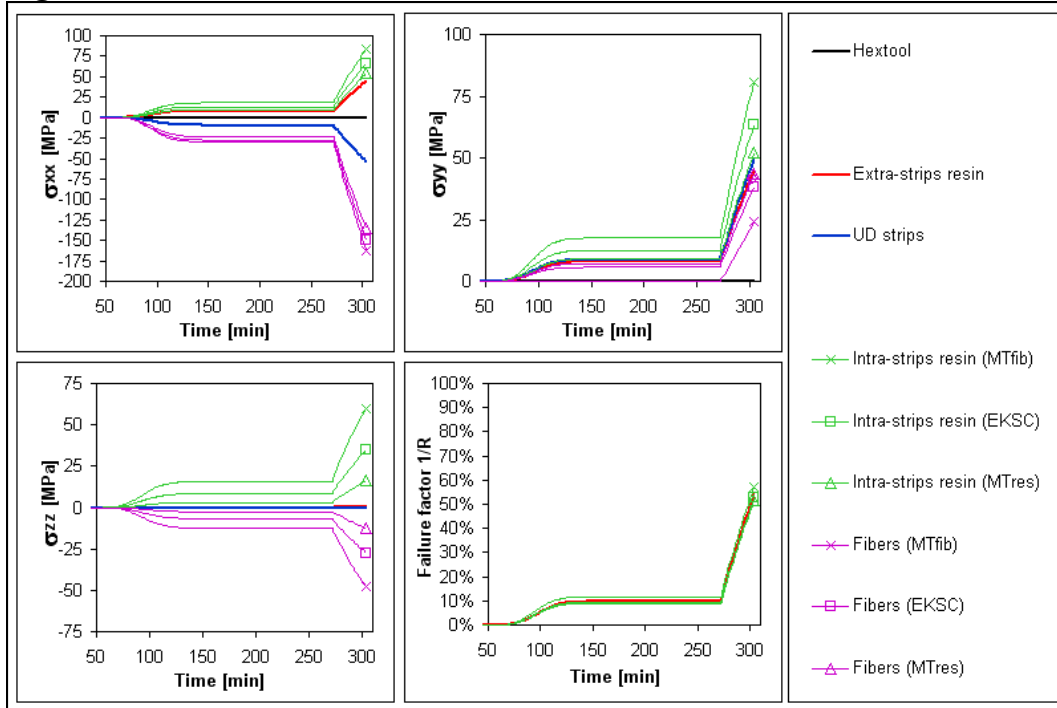 100
75
50
25
0
-25
-50
-75
-100
-125
-150
-175
-200
σxx [MPa]
50 100 150 200 250 300
Time [min]
100
75
50
25
0
σyy [MPa]
50 100 150 200 250 300
Time [min]
75
50
25
0
-25
-50
-75
σzz [MPa]
50 100 150 200 250 300
Time [min]
100%
90%
80%
70%
60%
50%
40%
30%
20%
10%
0%
Failure factor 1/R
50 100 150 200 250 300
Time [min]
Hextool
Extra-strips resin
UD strips
Intra-strips resin (MTfib)
Intra-strips resin (EKSC)
Intra-strips resin (MTres)
Fibers (MTfib)
Fibers (EKSC)
Fibers (MTres)